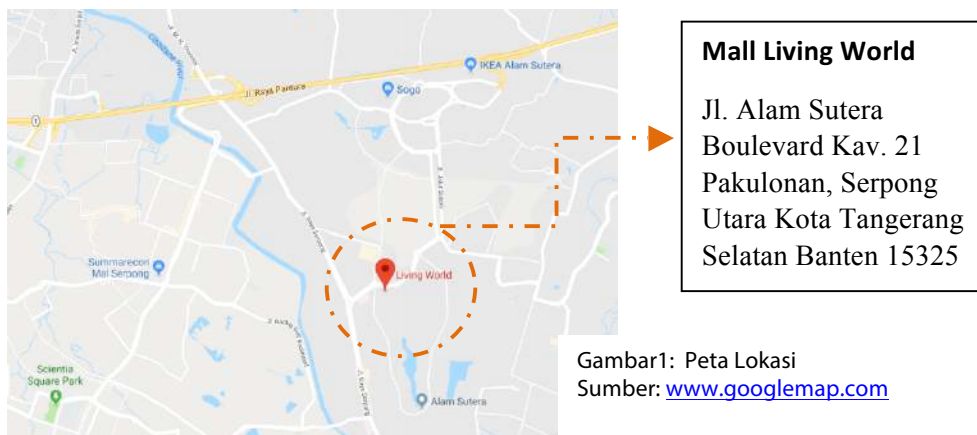 IKEA Alam Sutera
Jl. Raya Pantura
Sogo
Living World
Summarecon
Mal Serpong
Scientia
Square Park
Alam Sutera
Mall Living World
Jl. Alam Sutera
Boulevard Kav. 21
Pakulonan, Serpong
Utara Kota Tangerang
Selatan Banten 15325
Gambar1: Peta Lokasi
Sumber: www.googlemap.com